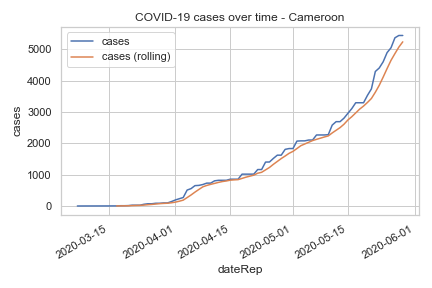 COVID-19 cases over time - Cameroon
cases
cases (rolling)
5000
4000
3000
2000
1000
0
cases
2020-03-15
2020-04-01
2020-04-15
2020-05-01
2020-05-15
2020-06-01
dateRep